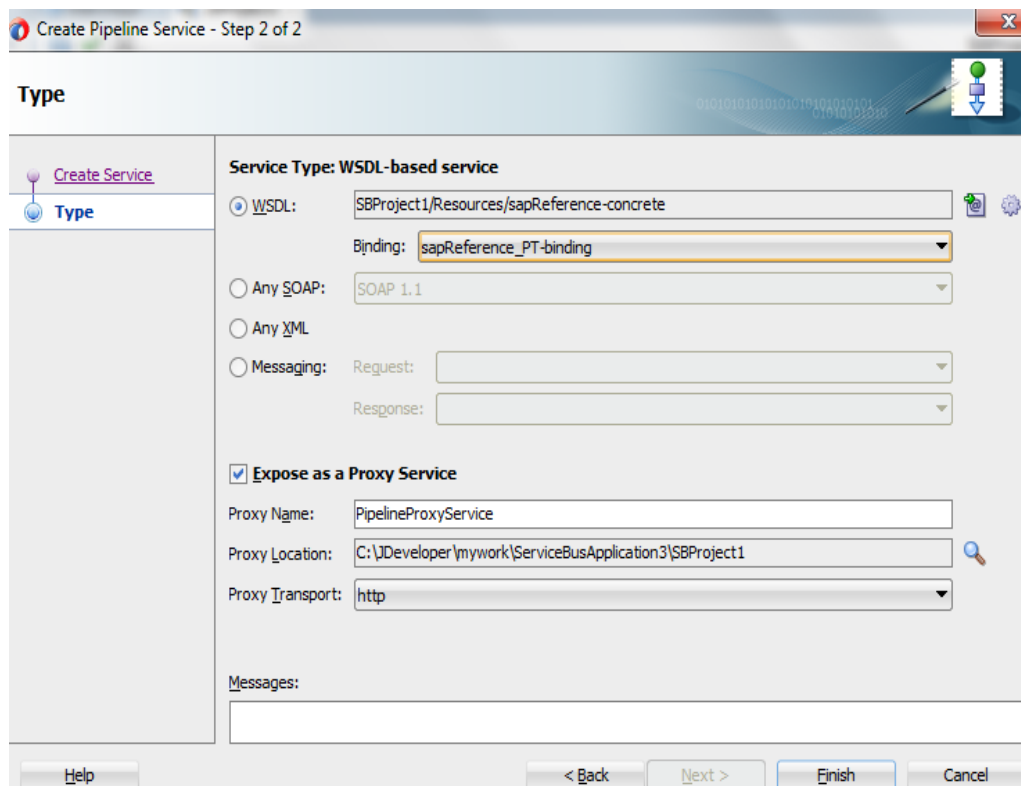 Create Pipeline Service - Step 2 of 2
Type
Create Service
Type
Service Type: WSDL-based service
WSDL: SBProject1/Resources/sapReference-concrete
Binding: sapReference_PT-binding
Any SOAP: SOAP 1.1
Any XML
Messaging: Request:
Response:
Expose as a Proxy Service
Proxy Name: PipelineProxyService
Proxy Location: C:\JDeveloper\mywork\ServiceBusApplication3\SBProject1
Proxy Transport: http
Messages:
Help < Back Next > Finish Cancel